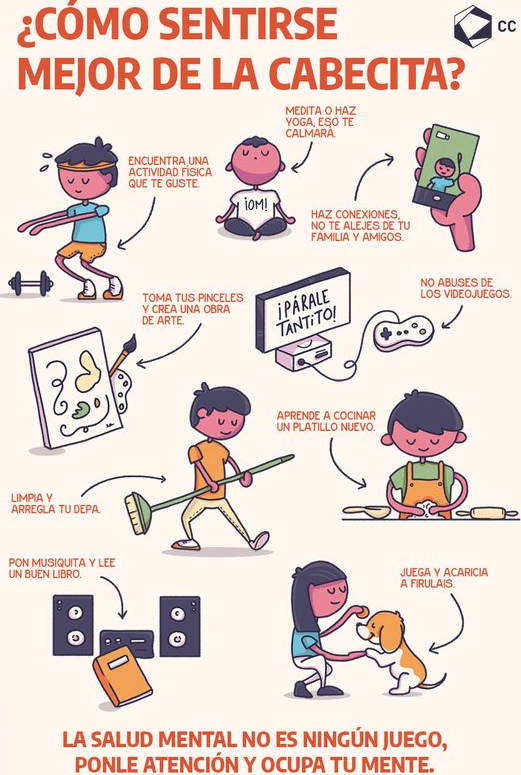 ¿CÓMO SENTIRSE
MEJOR DE LA CABECITA?
CC
MEDITA O HAZ
YOGA, ESO TE
CALMARÁ.
ENCUENTRA UNA
ACTIVIDAD FÍSICA
QUE TE GUSTE.
¡OM!
HAZ CONEXIONES,
NO TE ALEJES DE TU
FAMILIA Y AMIGOS.
TOMA TUS PINCELES
Y CREA UNA OBRA
DE ARTE.
¡PÁRALE
TANTITO!
NO ABUSES DE
LOS VIDEOJUEGOS.
APRENDE A COCINAR
UN PLATILLO NUEVO.
LIMPIA Y
ARREGLA TU DEPA.
PON MUSIQUITA Y LEE
UN BUEN LIBRO.
JUEGA Y ACARICIA
A FIRULAIS.
LA SALUD MENTAL NO ES NINGÚN JUEGO,
PONLE ATENCIÓN Y OCUPA TU MENTE.